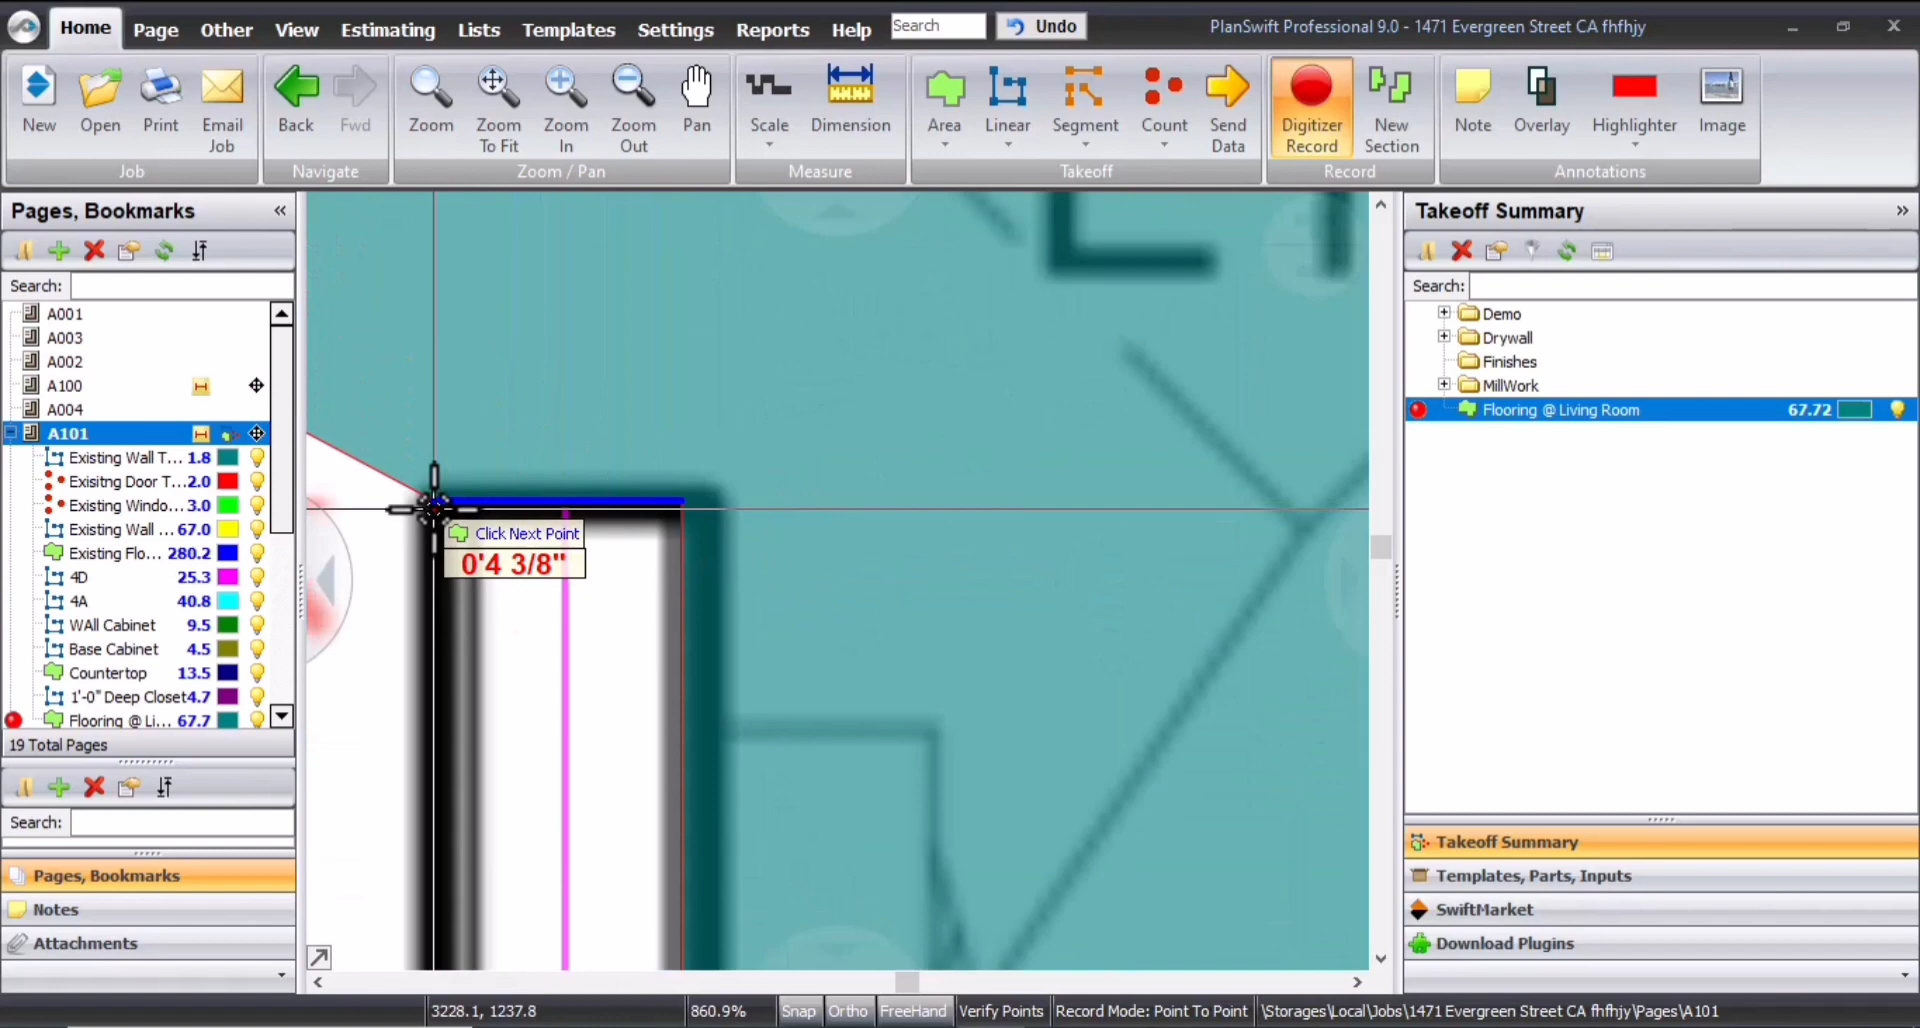 Home Page Other View Estimating Lists Templates Settings Reports Help Search Undo PlanSwift Professional 9.0 - 1471 Evergreen Street CA fhfhjy
New Open Print Email Job Back Fwd Zoom Zoom To Fit Zoom In Zoom Out Pan Scale Dimension Area Linear Segment Count Send Data Digitizer Record New Section Note Overlay Highlighter Image
Job Navigate Zoom / Pan Measure Takeoff Record Annotations
Pages, Bookmarks
Search:
A001
A003
A002
A100
A004
A101
Existing Wall T... 1.8
Exisitng Door T... 2.0
Existing Windo... 3.0
Existing Wall ... 67.0
Existing Flo... 280.2
4D 25.3
4A 40.8
WAll Cabinet 9.5
Base Cabinet 4.5
Countertop 13.5
1'-0" Deep Closet 4.7
Flooring @ Li... 67.7
19 Total Pages
Search:
Pages, Bookmarks
Notes
Attachments
Click Next Point
0'4 3/8"
Takeoff Summary
Search:
Demo
Drywall
Finishes
MillWork
Flooring @ Living Room 67.72
Takeoff Summary
Templates, Parts, Inputs
SwiftMarket
Download Plugins
3228.1, 1237.8 860.9% Snap Ortho FreeHand Verify Points Record Mode: Point To Point \Storages\Local\Jobs\1471 Evergreen Street CA fhfhjy\Pages\A101